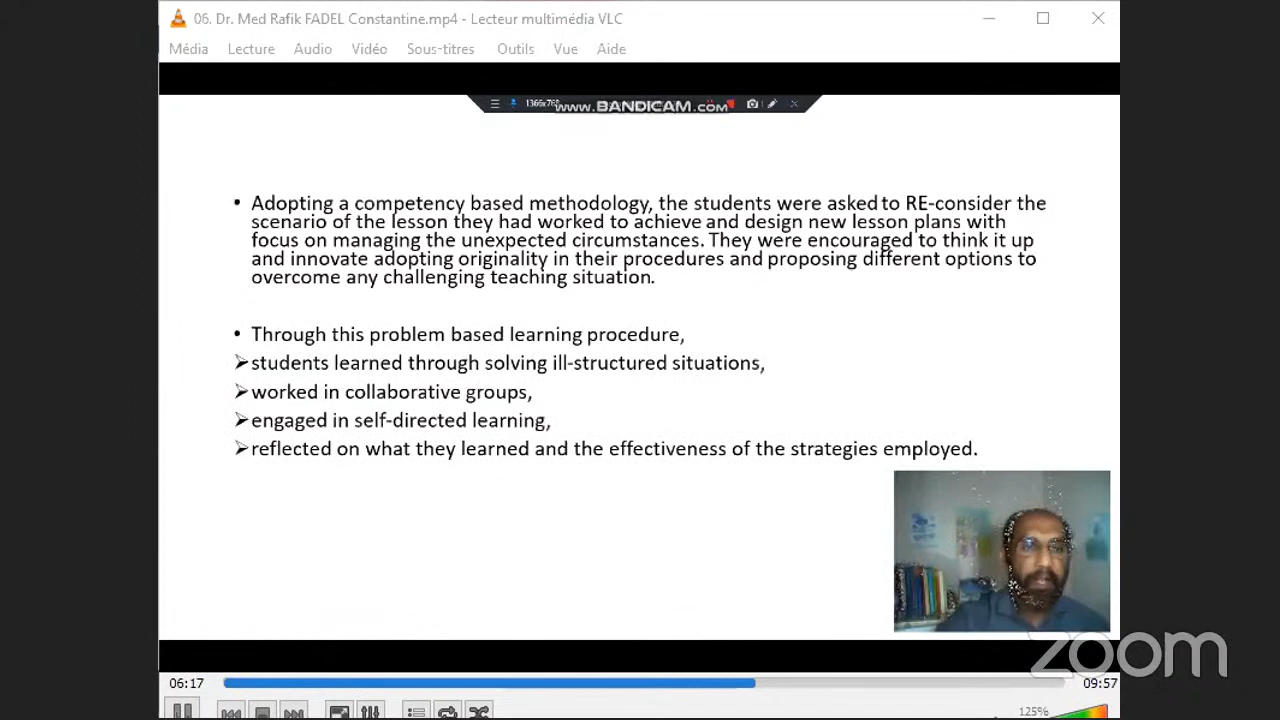 06. Dr. Med Rafik FADEL Constantine.mp4 - Lecteur multimédia VLC
Média Lecture Audio Vidéo Sous-titres Outils Vue Aide
www.BANDICAM.COM
• Adopting a competency based methodology, the students were asked to RE-consider the
scenario of the lesson they had worked to achieve and design new lesson plans with
focus on managing the unexpected circumstances. They were encouraged to think it up
and innovate adopting originality in their procedures and proposing different options to
overcome any challenging teaching situation.
• Through this problem based learning procedure,
➢students learned through solving ill-structured situations,
➢worked in collaborative groups,
➢engaged in self-directed learning,
➢reflected on what they learned and the effectiveness of the strategies employed.
zoom
06:17 09:57
125%